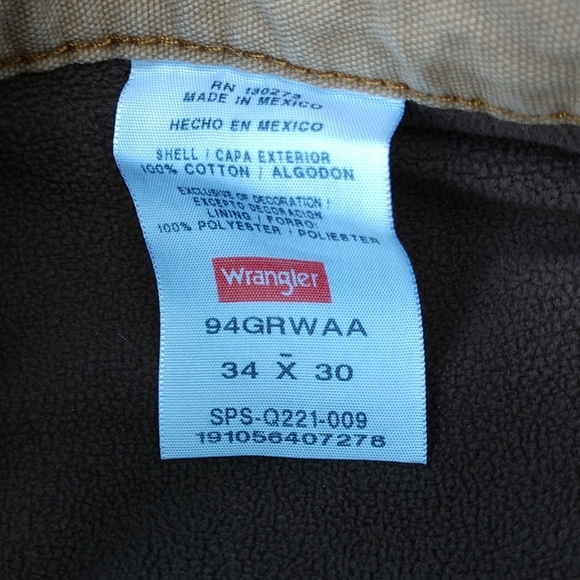 RN 130273
MADE IN MEXICO
HECHO EN MEXICO
SHELL / CAPA EXTERIOR
100% COTTON / ALGODON
EXCLUSIVE OF DECORATION /
EXCEPTO DECORACION
LINING / FORRO:
100% POLYESTER / POLIESTER
Wrangler
94GRWAA
34 X 30
SPS-Q221-009
191056407278